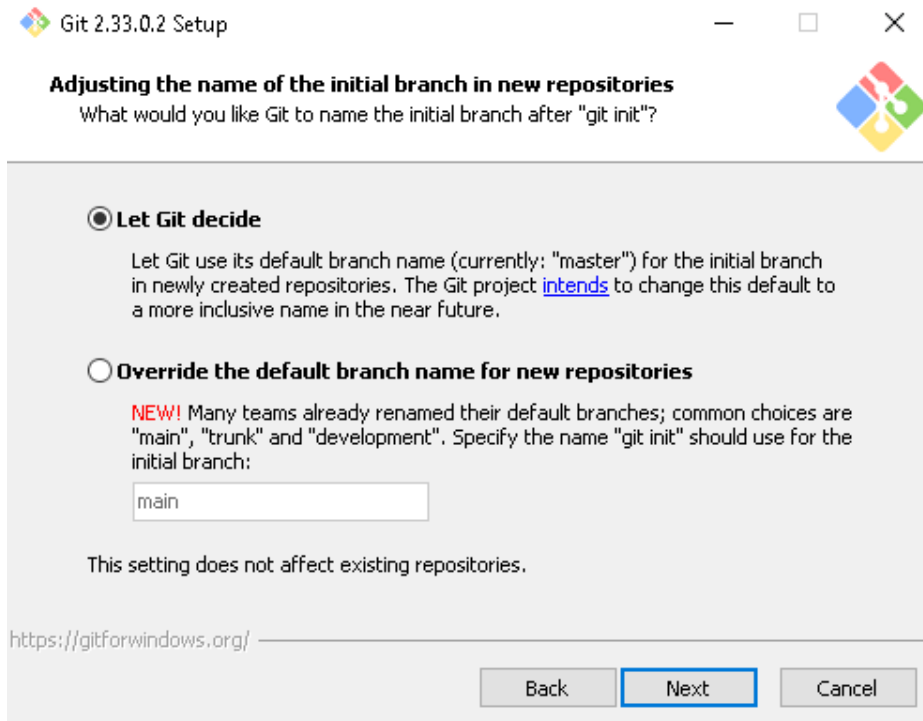 Git 2.33.0.2 Setup
Adjusting the name of the initial branch in new repositories
What would you like Git to name the initial branch after "git init"?
Let Git decide
Let Git use its default branch name (currently: "master") for the initial branch
in newly created repositories. The Git project intends to change this default to
a more inclusive name in the near future.
Override the default branch name for new repositories
NEW! Many teams already renamed their default branches; common choices are
"main", "trunk" and "development". Specify the name "git init" should use for the
initial branch:
main
This setting does not affect existing repositories.
https://gitforwindows.org/
Back Next Cancel